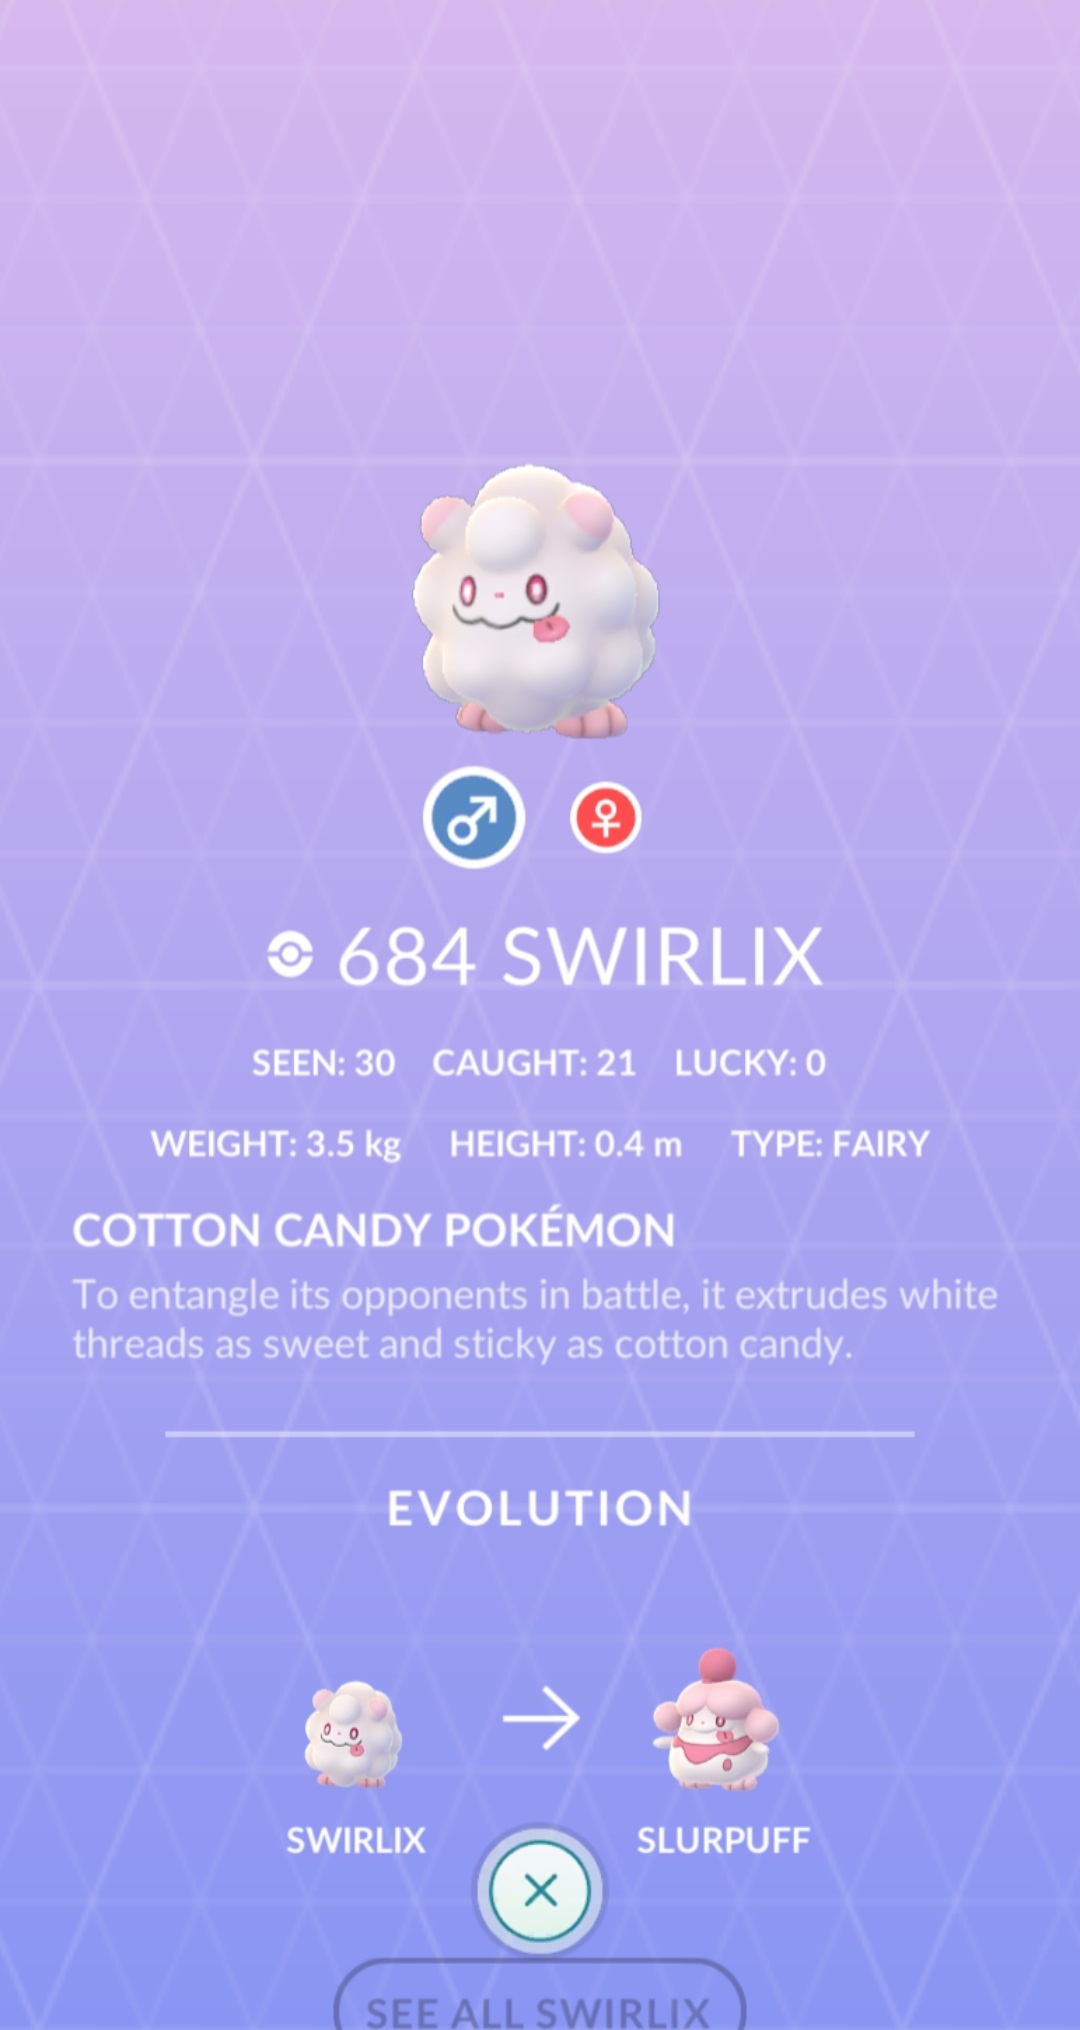 684 SWIRLIX
SEEN: 30 CAUGHT: 21 LUCKY: 0
WEIGHT: 3.5 kg HEIGHT: 0.4 m TYPE: FAIRY
COTTON CANDY POKÉMON
To entangle its opponents in battle, it extrudes white
threads as sweet and sticky as cotton candy.
EVOLUTION
SWIRLIX SLURPUFF
SEE ALL SWIRLIX